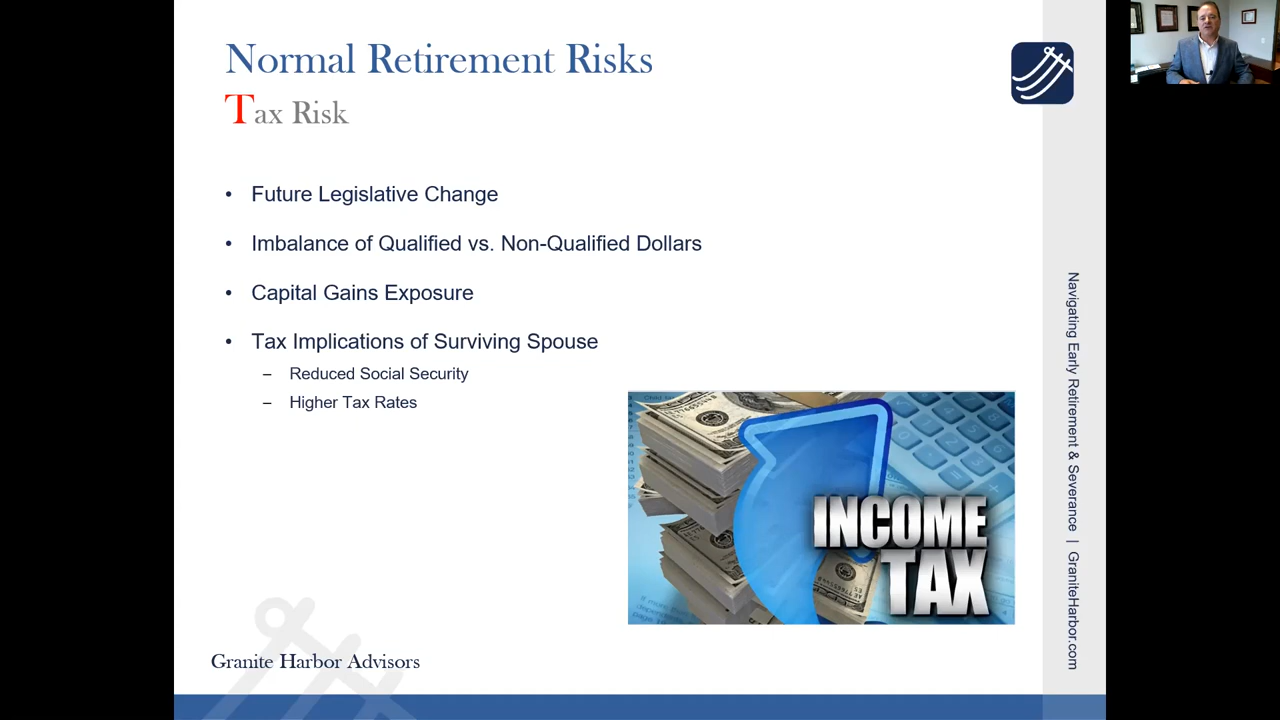 Normal Retirement Risks
Tax Risk
• Future Legislative Change
• Imbalance of Qualified vs. Non-Qualified Dollars
• Capital Gains Exposure
• Tax Implications of Surviving Spouse
– Reduced Social Security
– Higher Tax Rates
INCOME
TAX
Granite Harbor Advisors
Navigating Early Retirement & Severance | GraniteHarbor.com